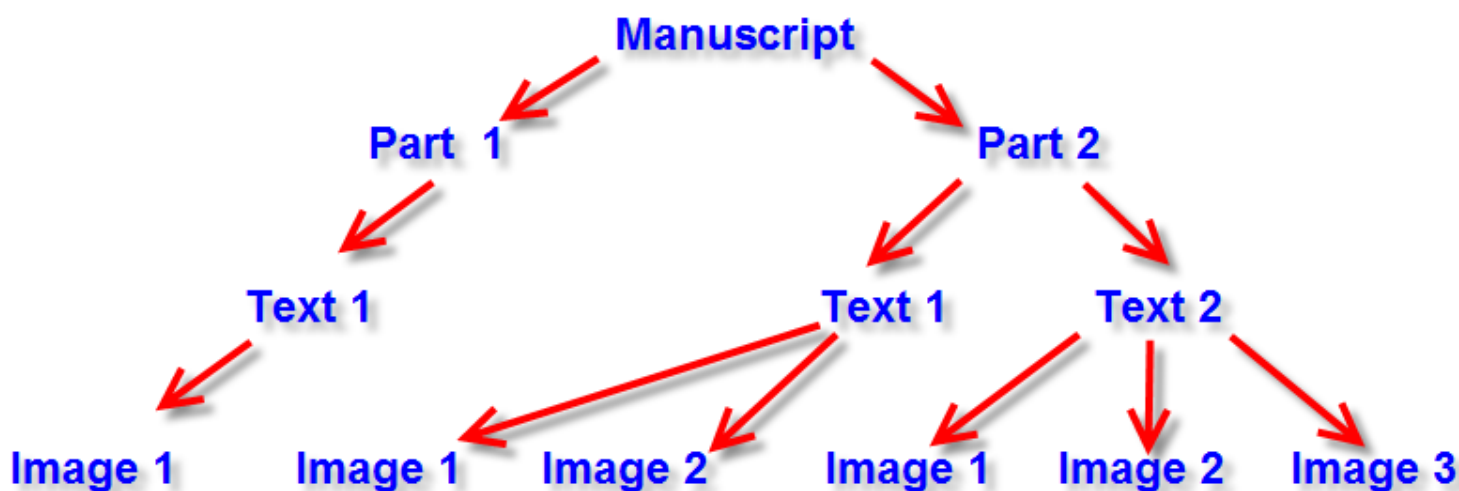 Manuscript
Part 1 Part 2
Text 1 Text 1 Text 2
Image 1 Image 1 Image 2 Image 1 Image 2 Image 3